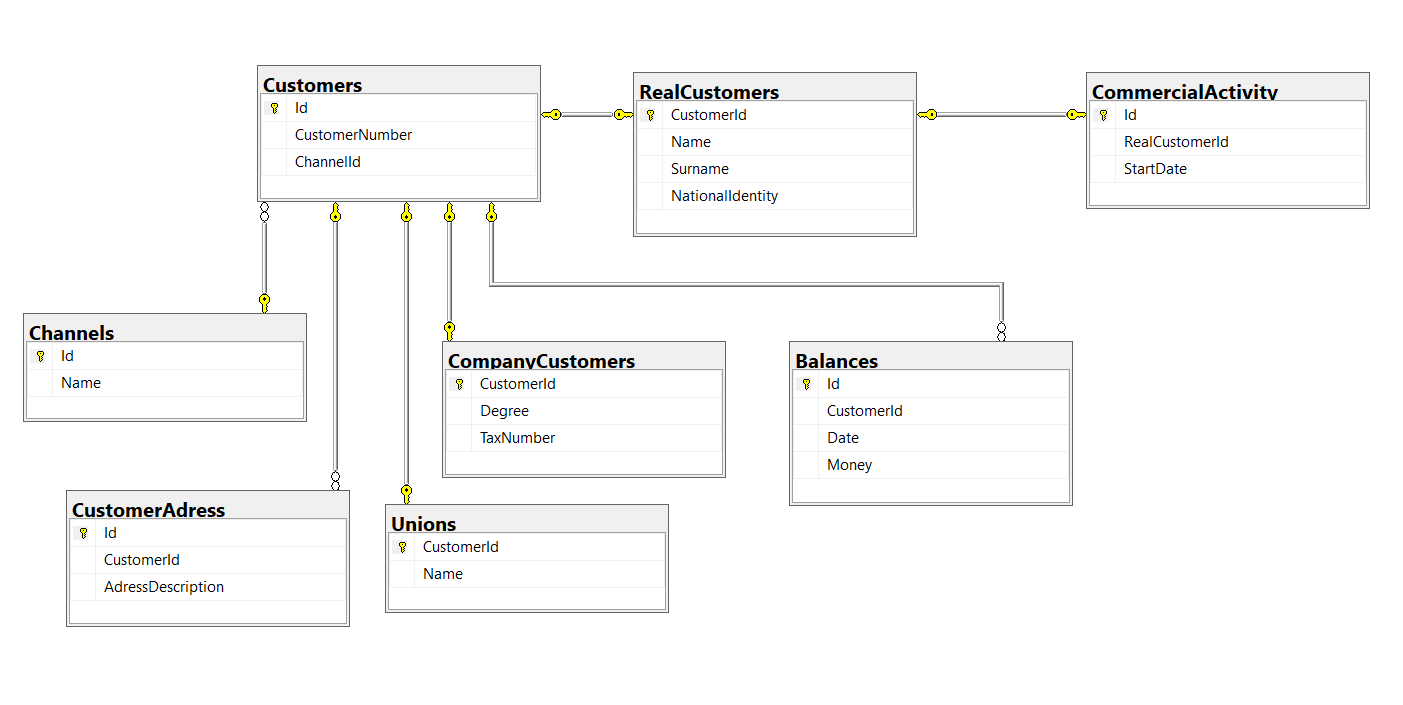 Customers
Id
CustomerNumber
ChannelId
RealCustomers
CustomerId
Name
Surname
NationalIdentity
CommercialActivity
Id
RealCustomerId
StartDate
Channels
Id
Name
CompanyCustomers
CustomerId
Degree
TaxNumber
Balances
Id
CustomerId
Date
Money
CustomerAdress
Id
CustomerId
AdressDescription
Unions
CustomerId
Name